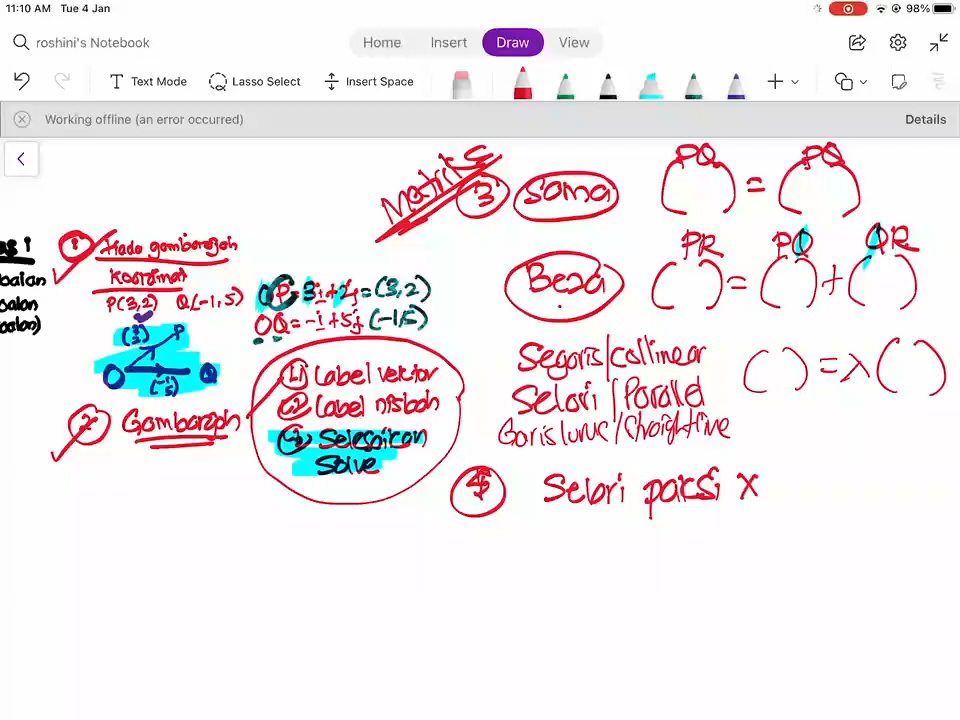 11:10 AM Tue 4 Jan
98%
roshini's Notebook
Home Insert Draw View
Text Mode
Lasso Select
Insert Space
Working offline (an error occurred)
Details
Matriks
3 Sama
PQ PQ
( ) = ( )
1 Tiada gambarajah
Koordinat
P(3,2) Q(-1,5)
OP=3i+2j=(3,2)
OQ=-i+5j (-1,5)
P
O Q
2 Gambarajah
1 Label vektor
2 Label nisbah
3 Selesaikan
Solve
Beza
PR PQ QR
( ) = ( ) + ( )
Segaris/collinear
Selari/Parallel
Garis lurus/Straight line
( ) = λ ( )
4 Selari paksi x